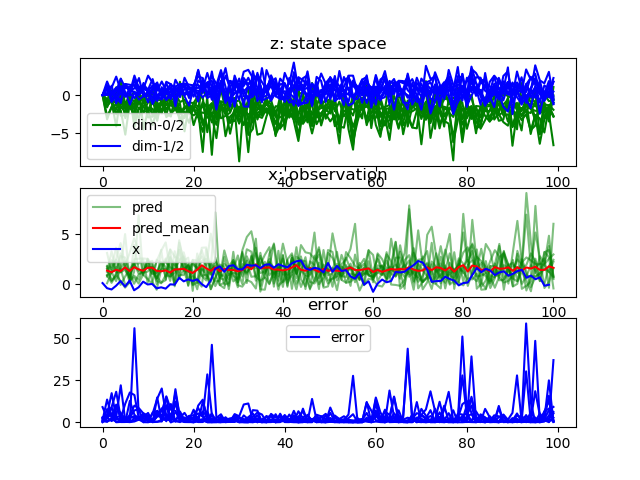 z: state space
0
−5
dim-0/2
dim-1/2
0 20 40 60 80 100
x: observation
5
0
pred
pred_mean
x
0 20 40 60 80 100
error
50
25
0
error
0 20 40 60 80 100